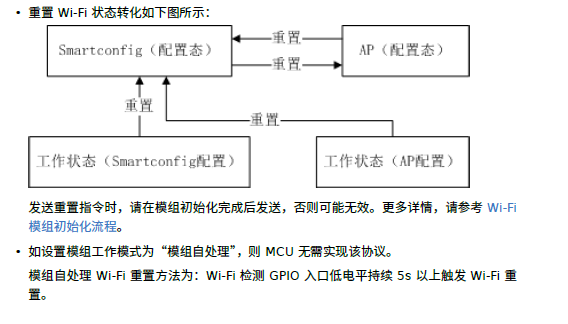 • 重置 Wi-Fi 状态转化如下图所示：
Smartconfig（配置态）
重置
重置
AP（配置态）
重置
重置
工作状态（Smartconfig配置）
工作状态（AP配置）
发送重置指令时，请在模组初始化完成后发送，否则可能无效。更多详情，请参考 Wi-Fi
模组初始化流程。
• 如设置模组工作模式为“模组自处理”，则 MCU 无需实现该协议。
模组自处理 Wi-Fi 重置方法为：Wi-Fi 检测 GPIO 入口低电平持续 5s 以上触发 Wi-Fi 重
置。